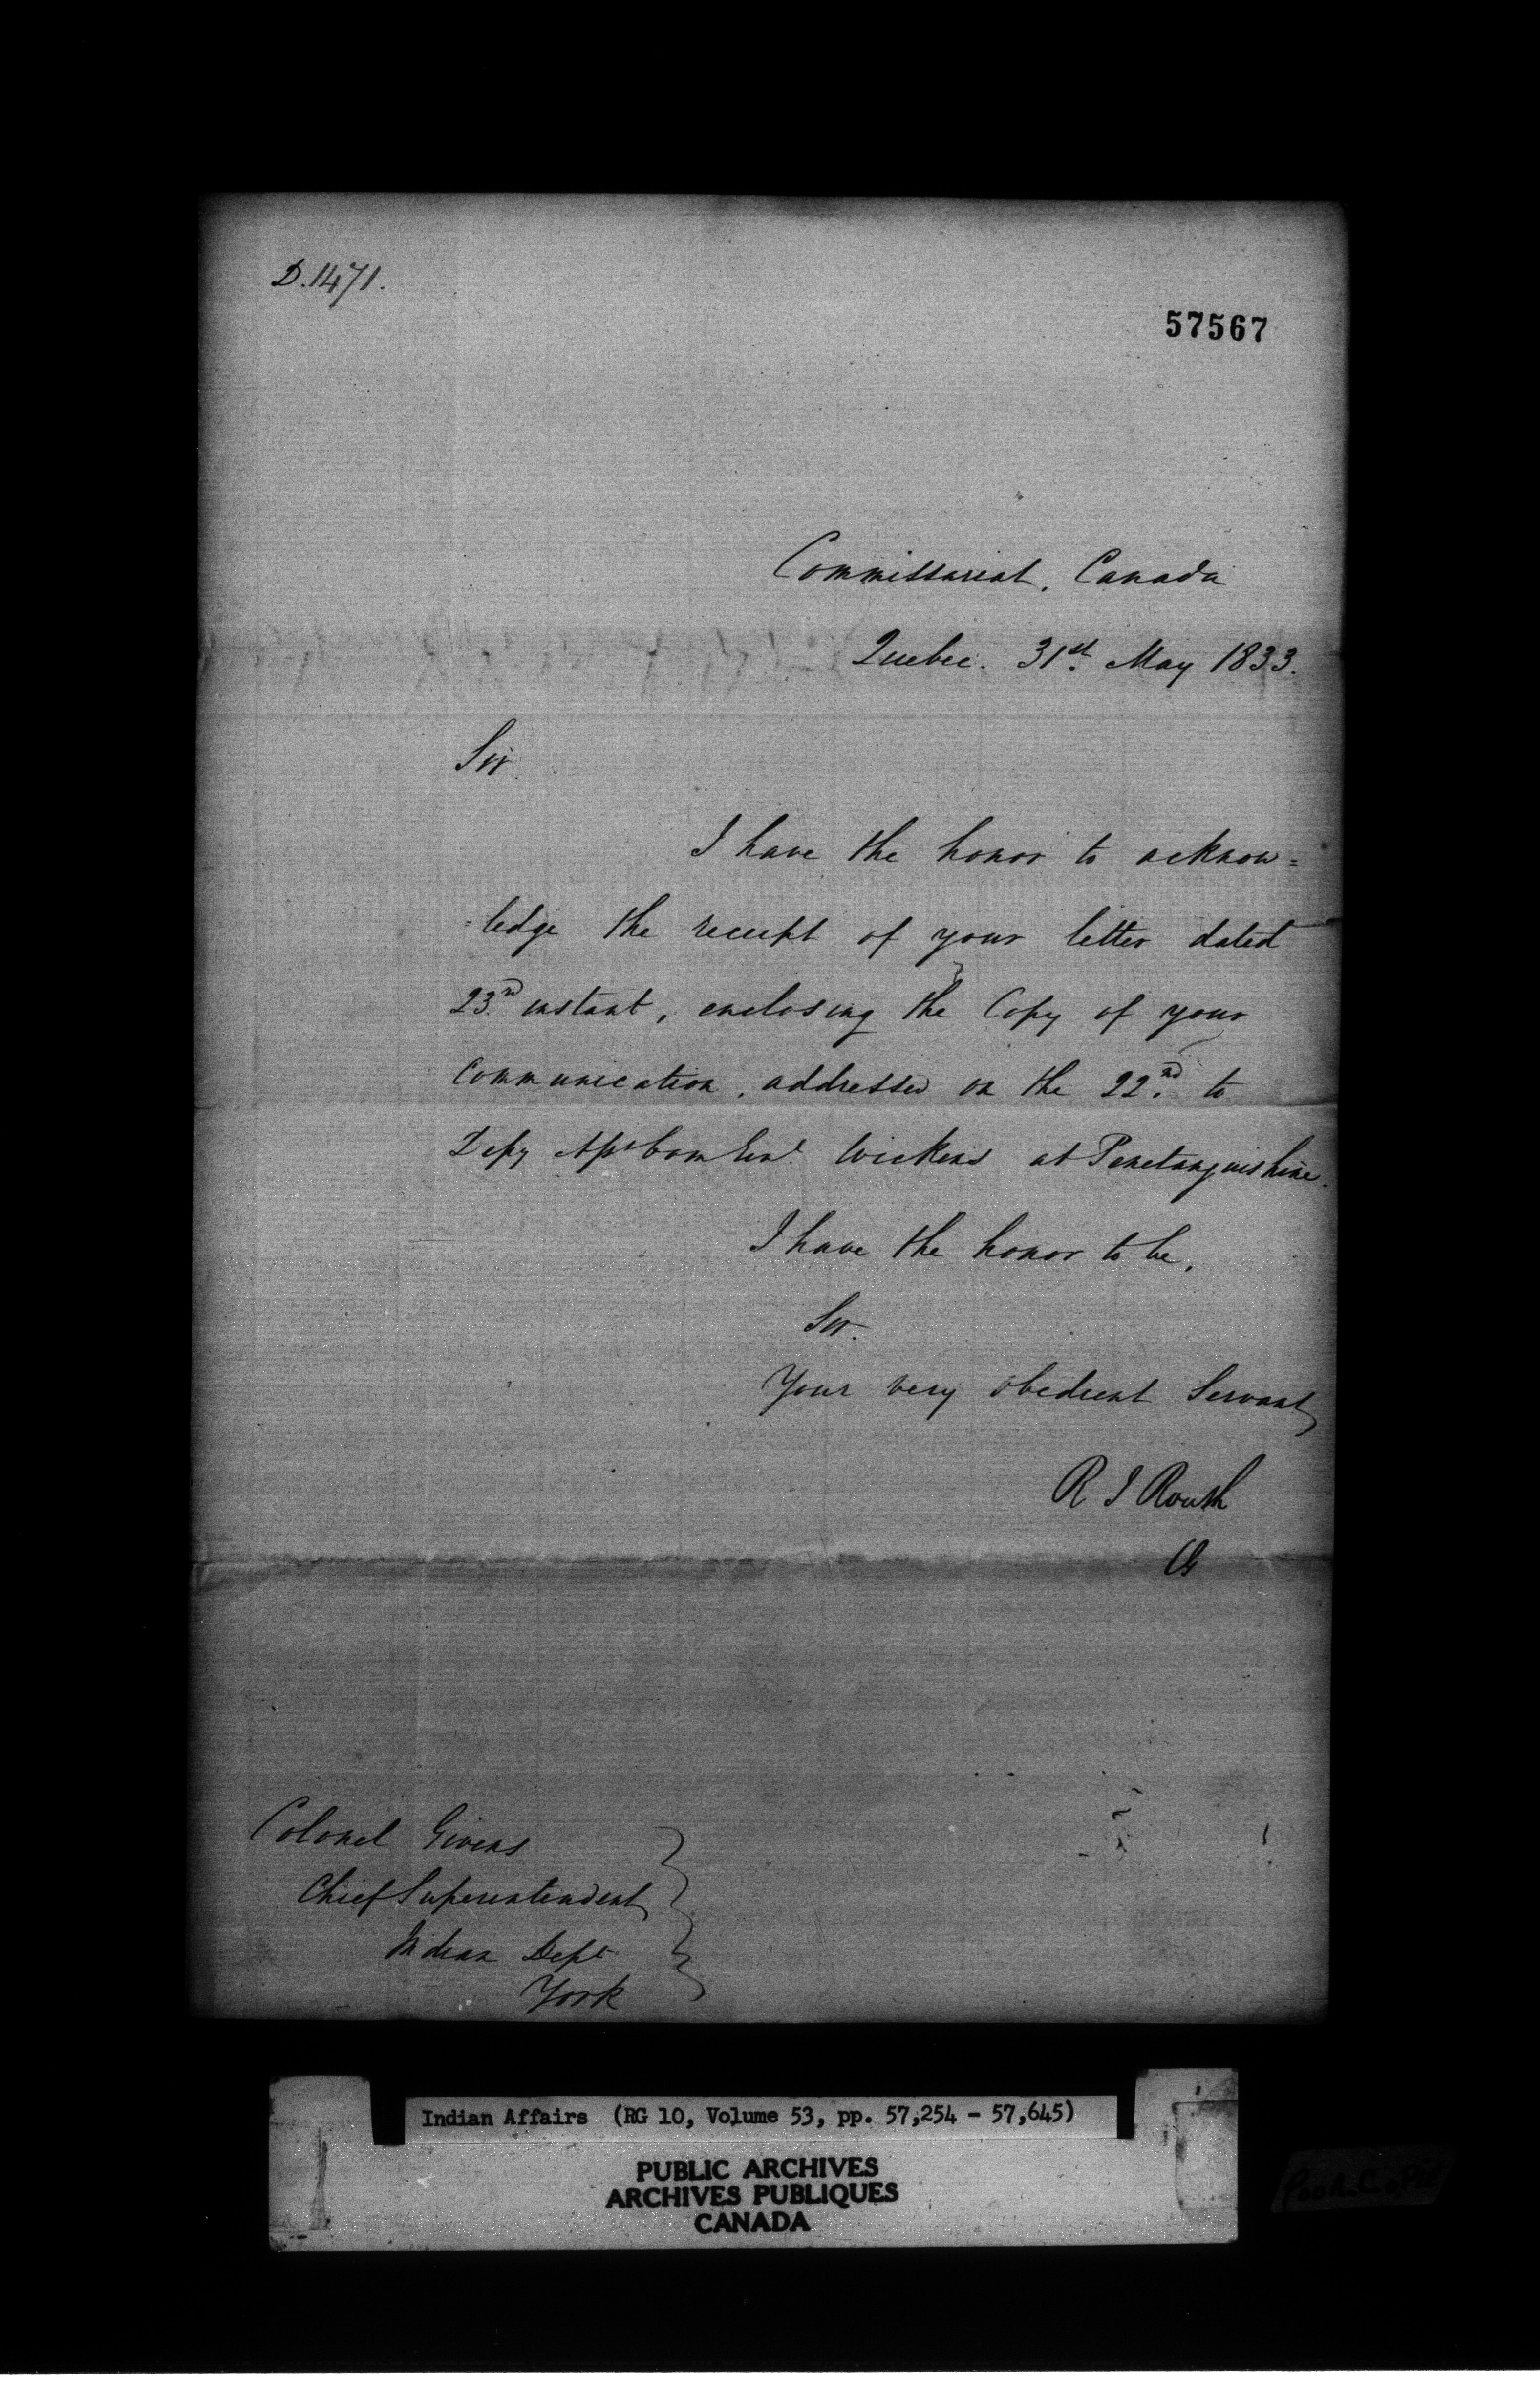 D.1471.
57567
Commissariat, Canada
Quebec. 31st May 1833.
Sir
I have the honor to acknow=
=ledge the receipt of your letter dated
23rd instant, enclosing the Copy of your
Communication, addressed on the 22nd to
Depy Asst Com Genl Wickens at Penetanguishine.
I have the honor to be,
Sir.
Your very obedient Servant
R I Routh
CG
Colonel Givens
Chief Superintendent
Indian Dept
York
Indian Affairs (RG 10, Volume 53, pp. 57,254 - 57,645)
PUBLIC ARCHIVES
ARCHIVES PUBLIQUES
CANADA